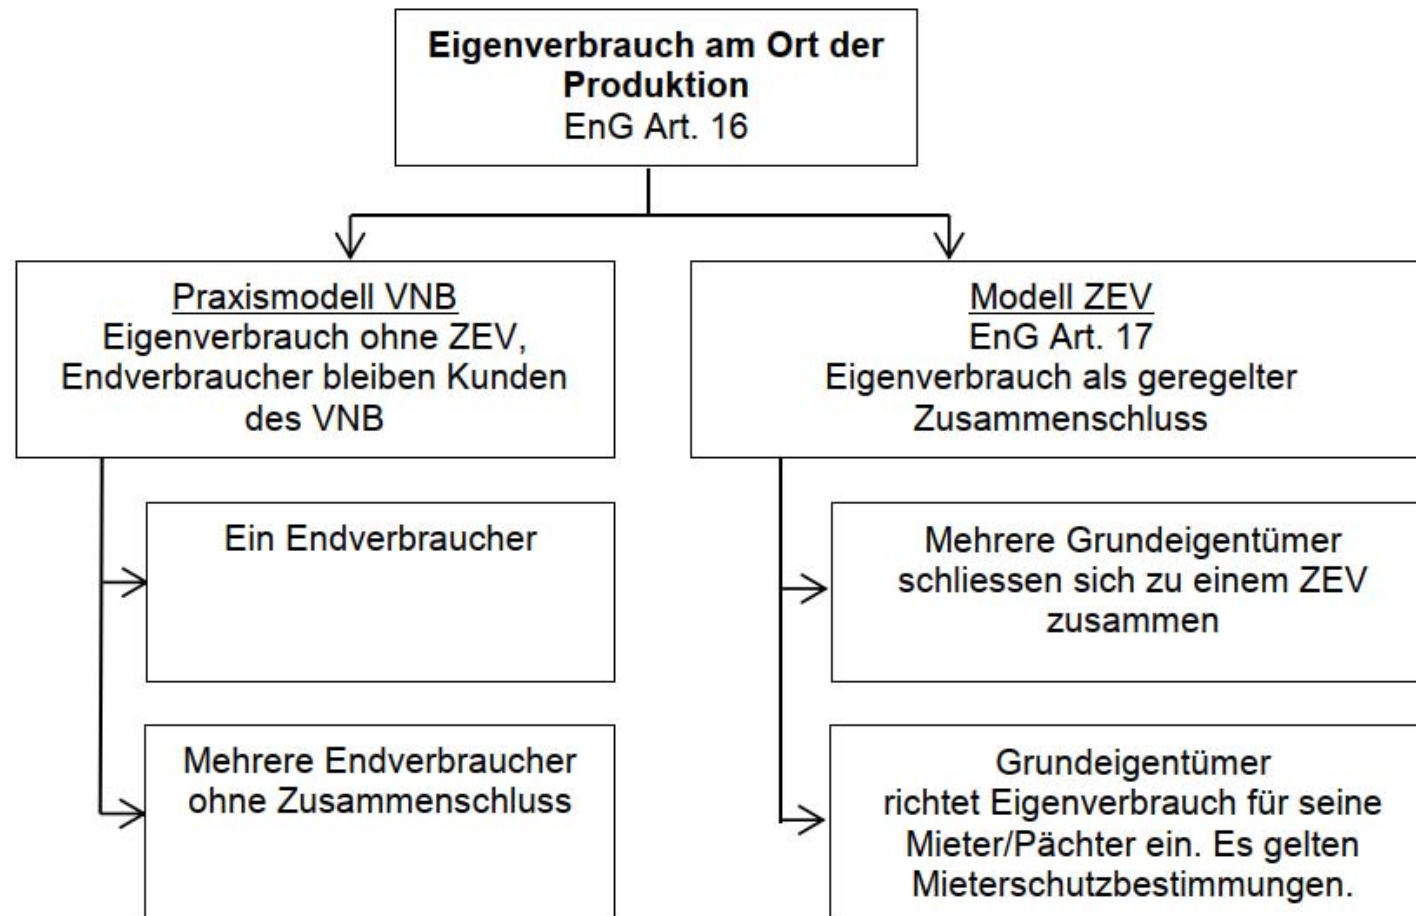 Eigenverbrauch am Ort der
Produktion
EnG Art. 16
Praxismodell VNB
Eigenverbrauch ohne ZEV,
Endverbraucher bleiben Kunden
des VNB
Modell ZEV
EnG Art. 17
Eigenverbrauch als geregelter
Zusammenschluss
Ein Endverbraucher
Mehrere Grundeigentümer
schliessen sich zu einem ZEV
zusammen
Mehrere Endverbraucher
ohne Zusammenschluss
Grundeigentümer
richtet Eigenverbrauch für seine
Mieter/Pächter ein. Es gelten
Mieterschutzbestimmungen.